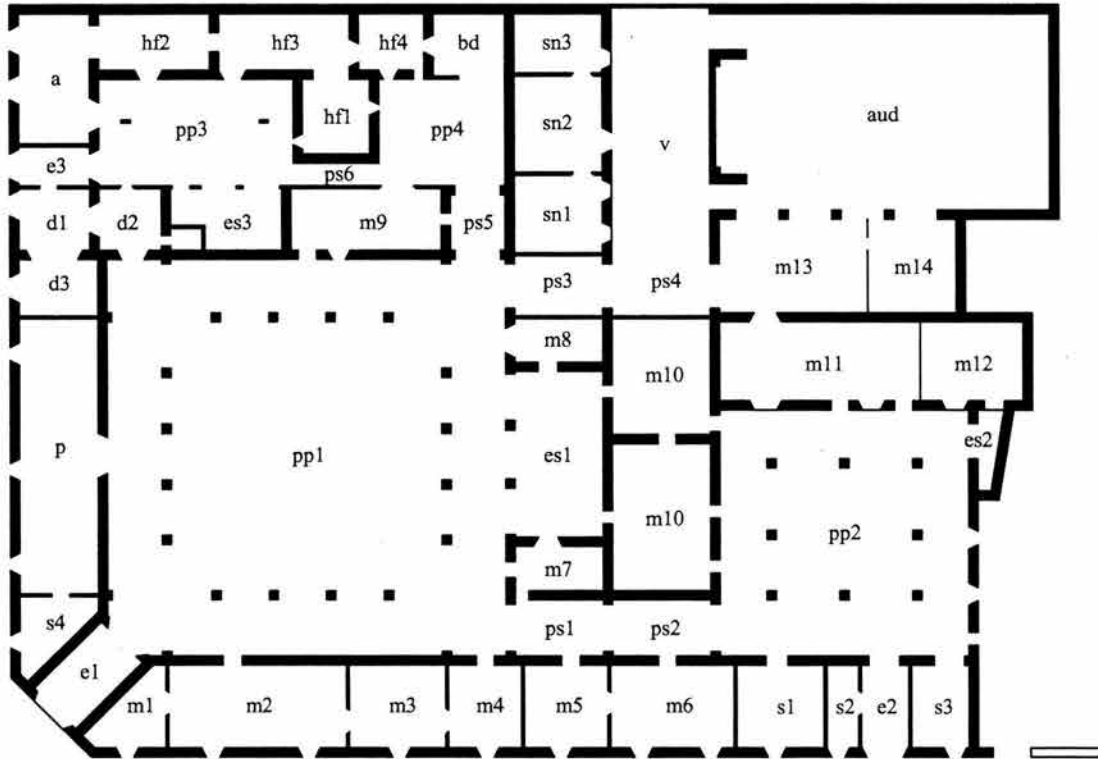 hf2 hf3 hf4 bd sn3
a
hf1
pp3 pp4 sn2 v aud
e3 ps6
d1 d2 es3 m9 ps5 sn1
d3 ps3 ps4 m13 m14
m8
m10 m11 m12
p pp1 es1 es2
m10 pp2
m7
s4 ps1 ps2
e1
m1 m2 m3 m4 m5 m6 s1 s2 e2 s3